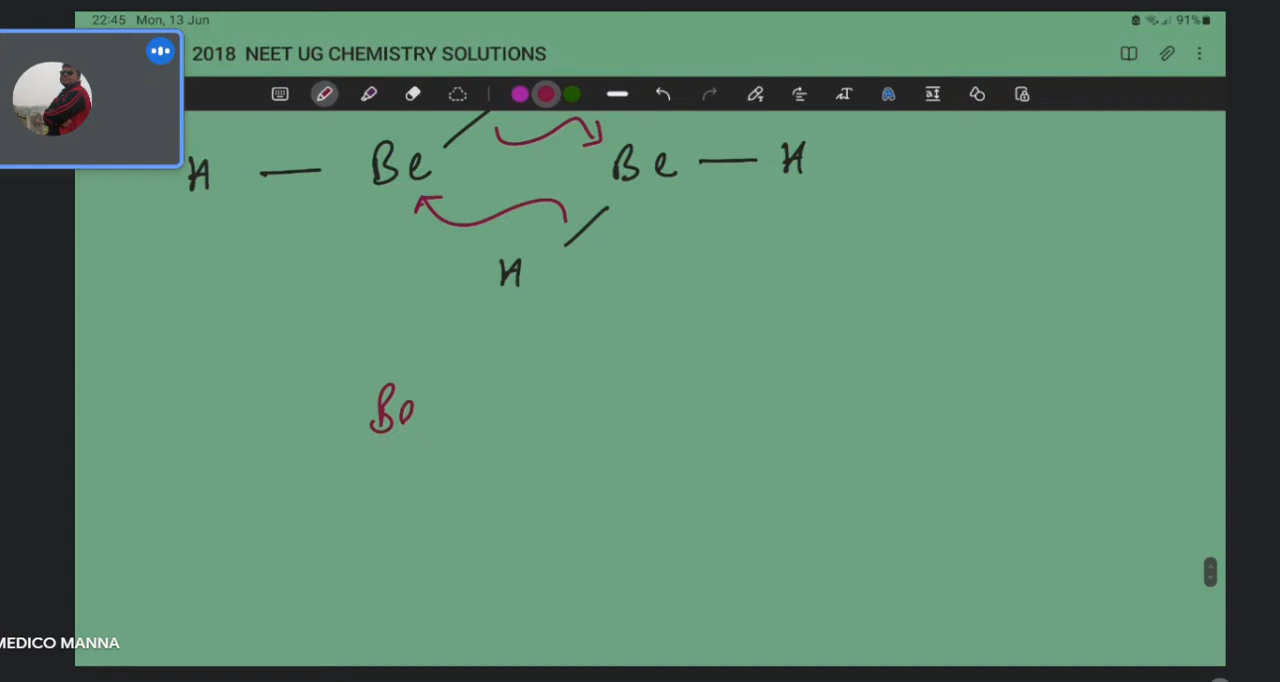 22:45 Mon, 13 Jun
91%
2018 NEET UG CHEMISTRY SOLUTIONS
H — Be Be — H
H
Be
MEDICO MANNA